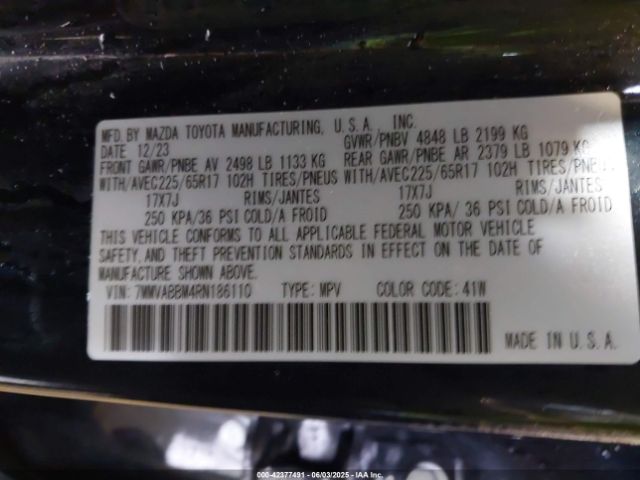 MFD. BY MAZDA TOYOTA MANUFACTURING, U.S.A., INC.
DATE 12/23 GVWR/PNBV 4848 LB 2199 KG
FRONT GAWR/PNBE AV 2498 LB 1133 KG REAR GAWR/PNBE AR 2379 LB 1079 KG
WITH/AVEC225/65R17 102H TIRES/PNEUS WITH/AVEC225/65R17 102H TIRES/PNEUS
17X7J RIMS/JANTES 17X7J RIMS/JANTES
250 KPA/36 PSI COLD/A FROID 250 KPA/ 36 PSI COLD/A FROID
THIS VEHICLE CONFORMS TO ALL APPLICABLE FEDERAL MOTOR VEHICLE
SAFETY, AND THEFT PREVENTION STANDARDS IN EFFECT ON THE DATE OF
MANUFACTURE SHOWN ABOVE.
VIN: 7MMVABBM4RN186110 TYPE: MPV COLOR CODE: 41W
MADE IN U.S.A.
000-42377491 - 06/03/2025 - IAA Inc.